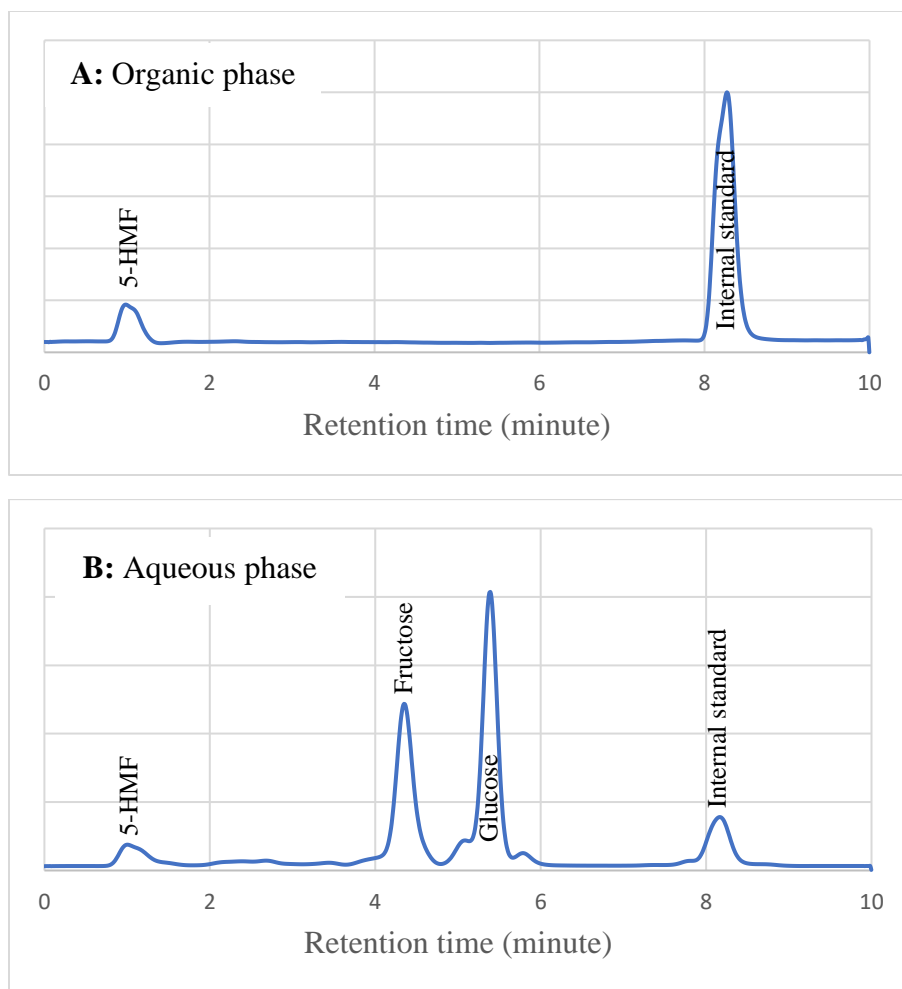 A: Organic phase
5-HMF
Internal standard
0 2 4 6 8 10
Retention time (minute)
B: Aqueous phase
5-HMF
Fructose
Glucose
Internal standard
0 2 4 6 8 10
Retention time (minute)